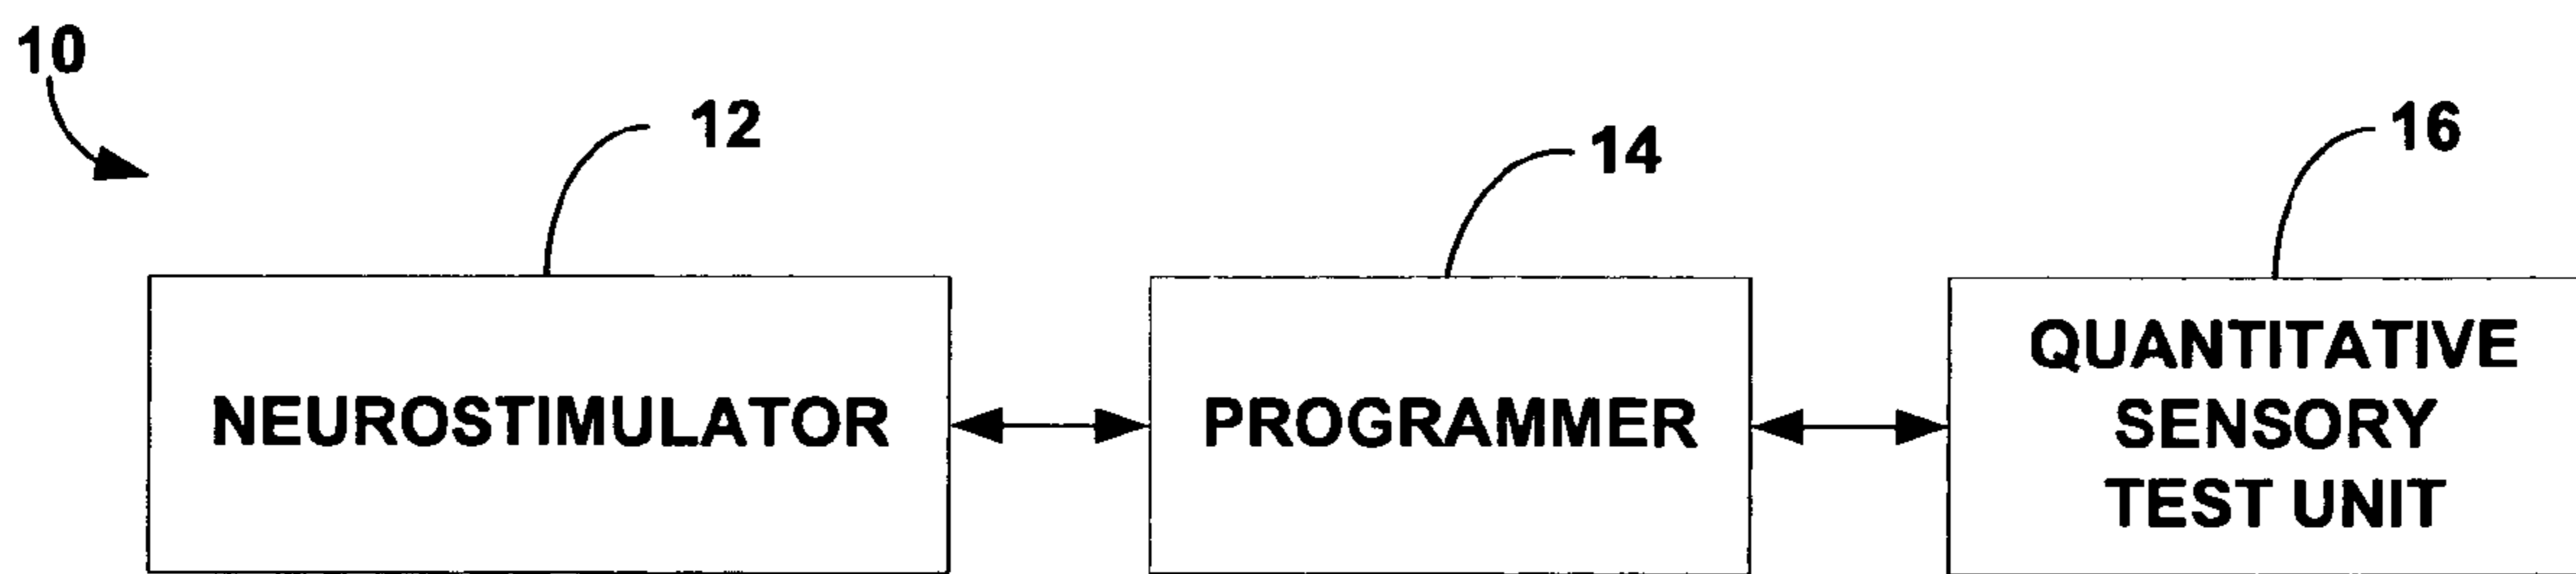 10
12
14
16
NEUROSTIMULATOR
PROGRAMMER
QUANTITATIVE
SENSORY
TEST UNIT